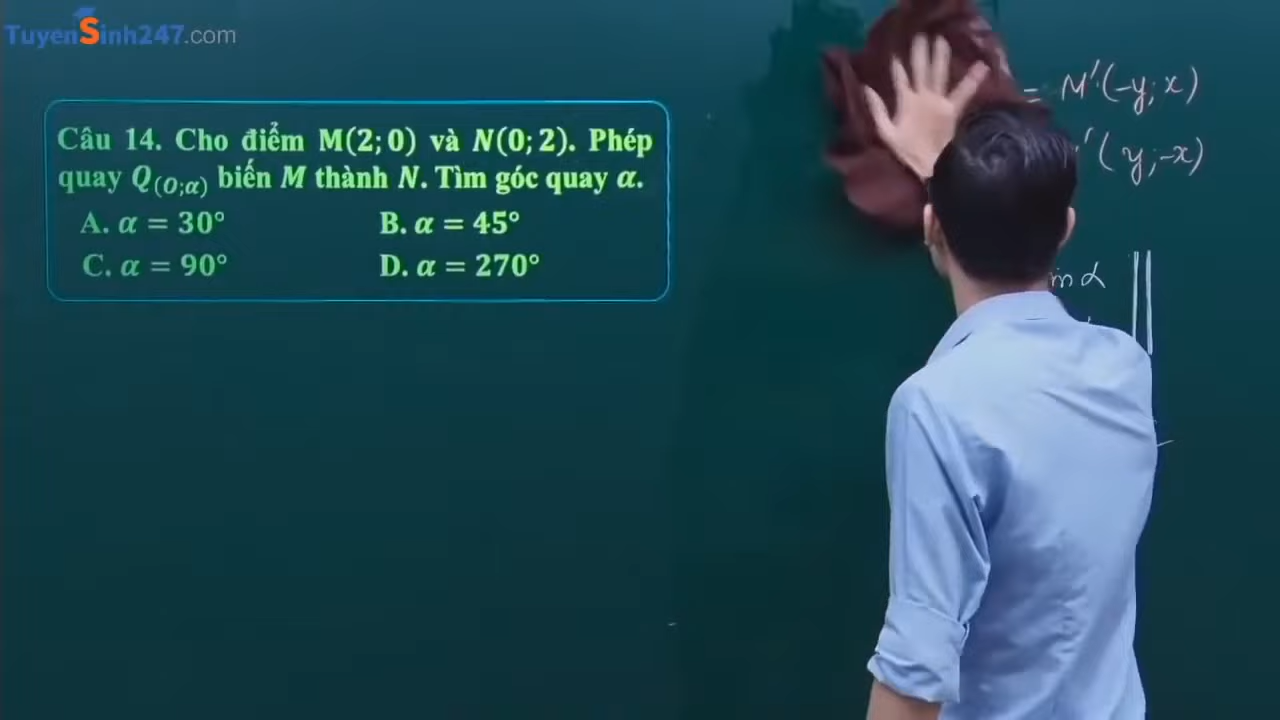 TuyenSinh247.com
Câu 14. Cho điểm M(2; 0) và N(0; 2). Phép
quay Q(O;α) biến M thành N. Tìm góc quay α.
A. α = 30° B. α = 45°
C. α = 90° D. α = 270°
= M'(-y; x)
'(y; -x)
α